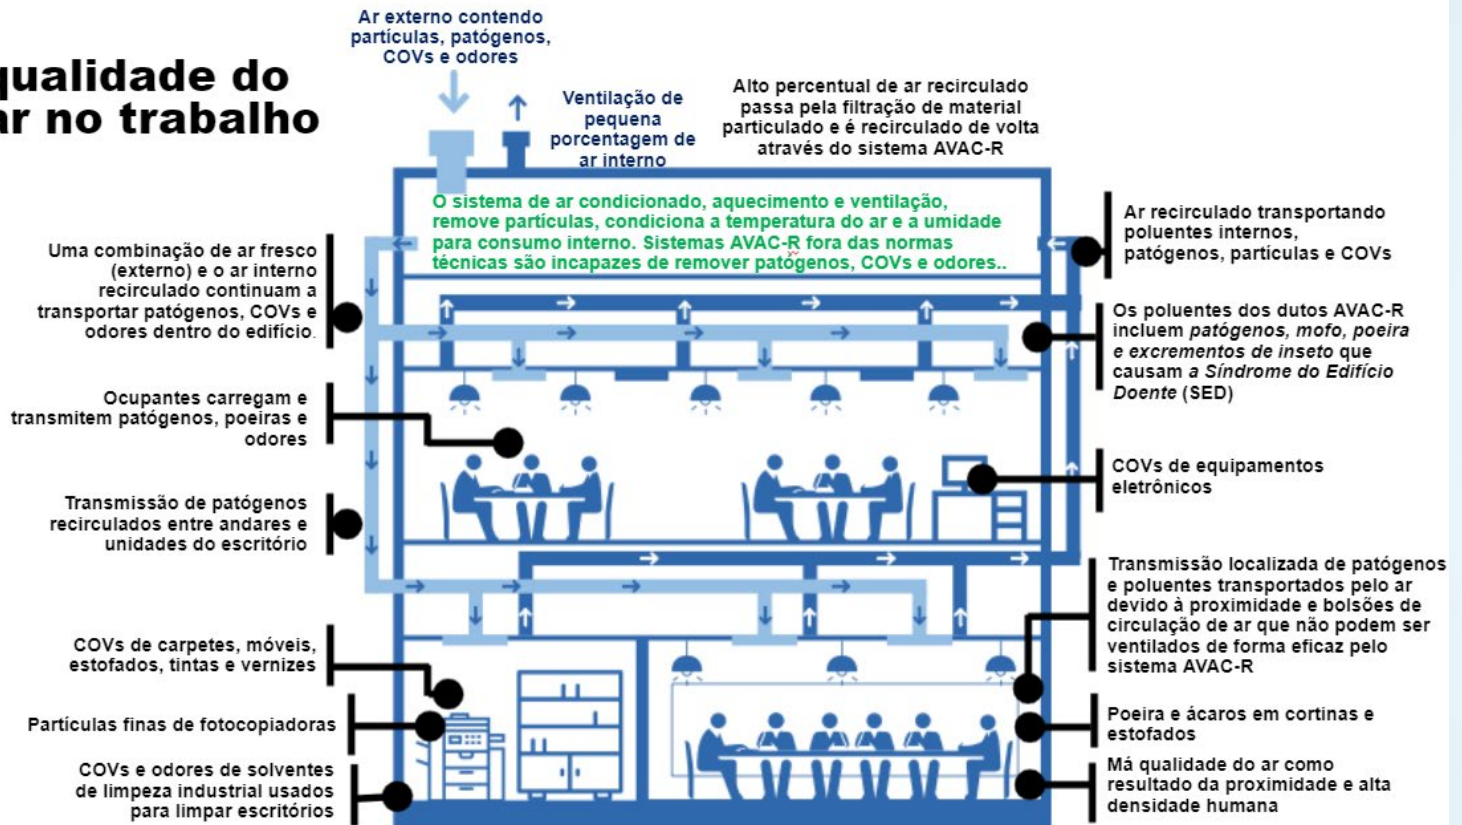 qualidade do
ar no trabalho
Ar externo contendo
partículas, patógenos,
COVs e odores
Ventilação de
pequena
porcentagem de
ar interno
Alto percentual de ar recirculado
passa pela filtração de material
particulado e é recirculado de volta
através do sistema AVAC-R
O sistema de ar condicionado, aquecimento e ventilação,
remove partículas, condiciona a temperatura do ar e a umidade
para consumo interno. Sistemas AVAC-R fora das normas
técnicas são incapazes de remover patógenos, COVs e odores..
Uma combinação de ar fresco
(externo) e o ar interno
recirculado continuam a
transportar patógenos, COVs e
odores dentro do edifício.
Ocupantes carregam e
transmitem patógenos, poeiras e
odores
Transmissão de patógenos
recirculados entre andares e
unidades do escritório
COVs de carpetes, móveis,
estofados, tintas e vernizes
Partículas finas de fotocopiadoras
COVs e odores de solventes
de limpeza industrial usados
para limpar escritórios
Ar recirculado transportando
poluentes internos,
patógenos, partículas e COVs
Os poluentes dos dutos AVAC-R
incluem patógenos, mofo, poeira
e excrementos de inseto que
causam a Síndrome do Edifício
Doente (SED)
COVs de equipamentos
eletrônicos
Transmissão localizada de patógenos
e poluentes transportados pelo ar
devido à proximidade e bolsões de
circulação de ar que não podem ser
ventilados de forma eficaz pelo
sistema AVAC-R
Poeira e ácaros em cortinas e
estofados
Má qualidade do ar como
resultado da proximidade e alta
densidade humana